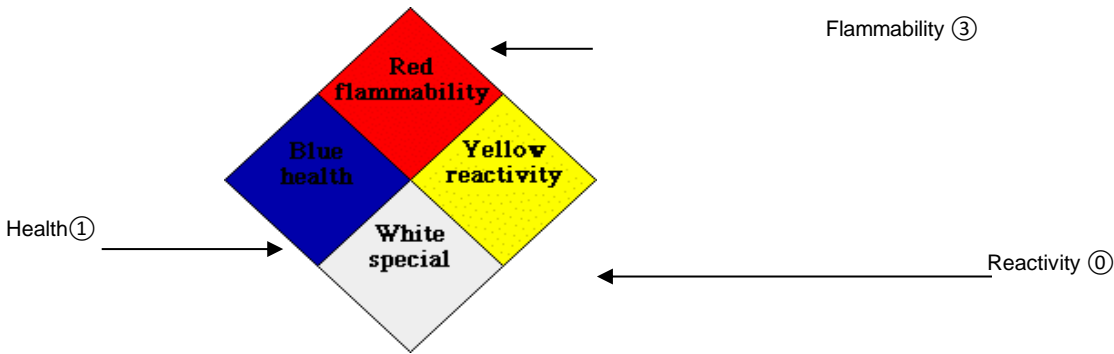 Flammability ③
Red
flammability
Blue
health
Yellow
reactivity
Health①
White
special
Reactivity ⓪